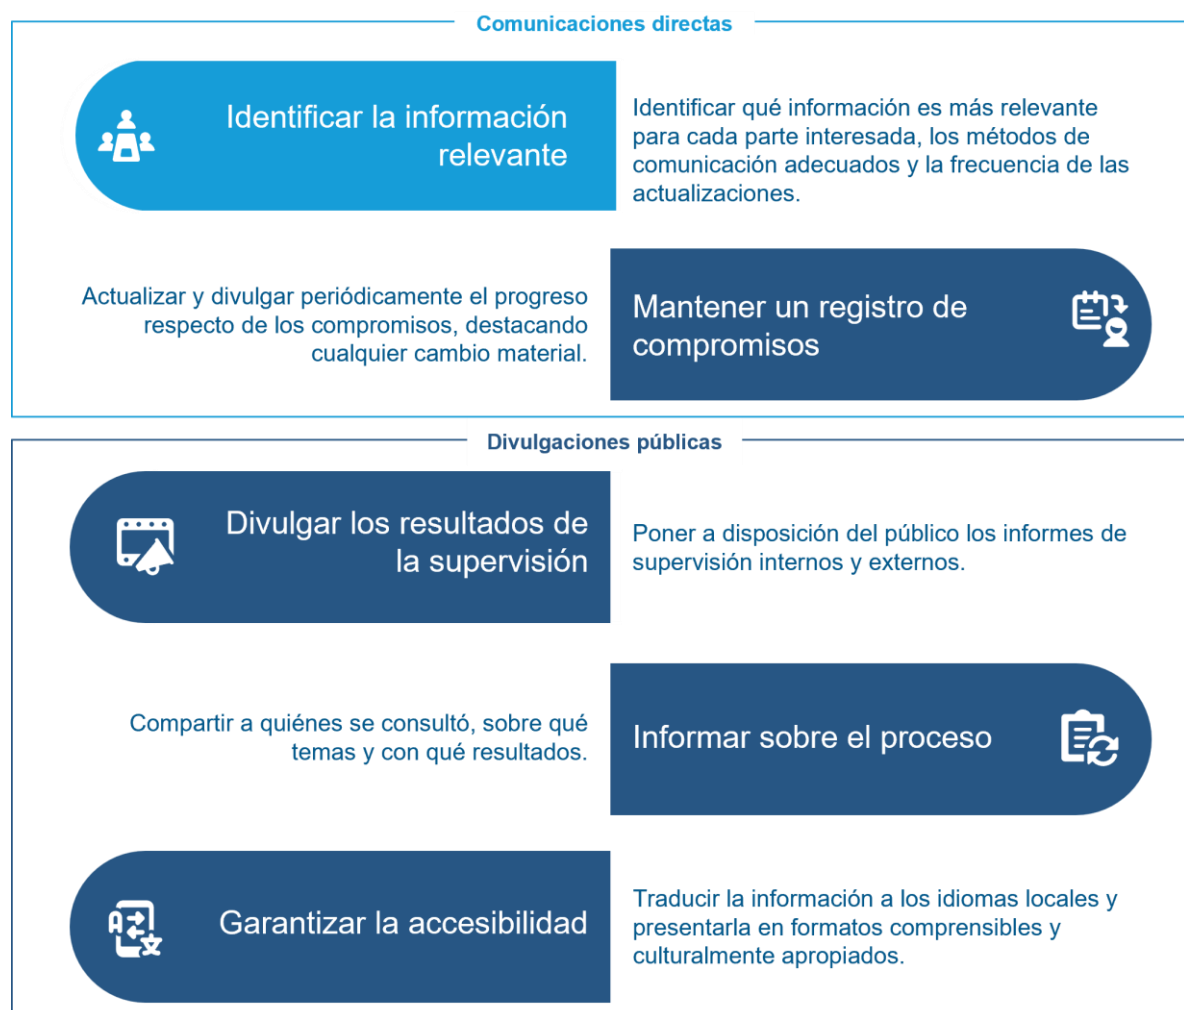 Comunicaciones directas
Identificar la información
relevante
Identificar qué información es más relevante
para cada parte interesada, los métodos de
comunicación adecuados y la frecuencia de las
actualizaciones.
Actualizar y divulgar periódicamente el progreso
respecto de los compromisos, destacando
cualquier cambio material.
Mantener un registro de
compromisos
Divulgaciones públicas
Divulgar los resultados de
la supervisión
Poner a disposición del público los informes de
supervisión internos y externos.
Compartir a quiénes se consultó, sobre qué
temas y con qué resultados.
Informar sobre el proceso
Garantizar la accesibilidad
Traducir la información a los idiomas locales y
presentarla en formatos comprensibles y
culturalmente apropiados.